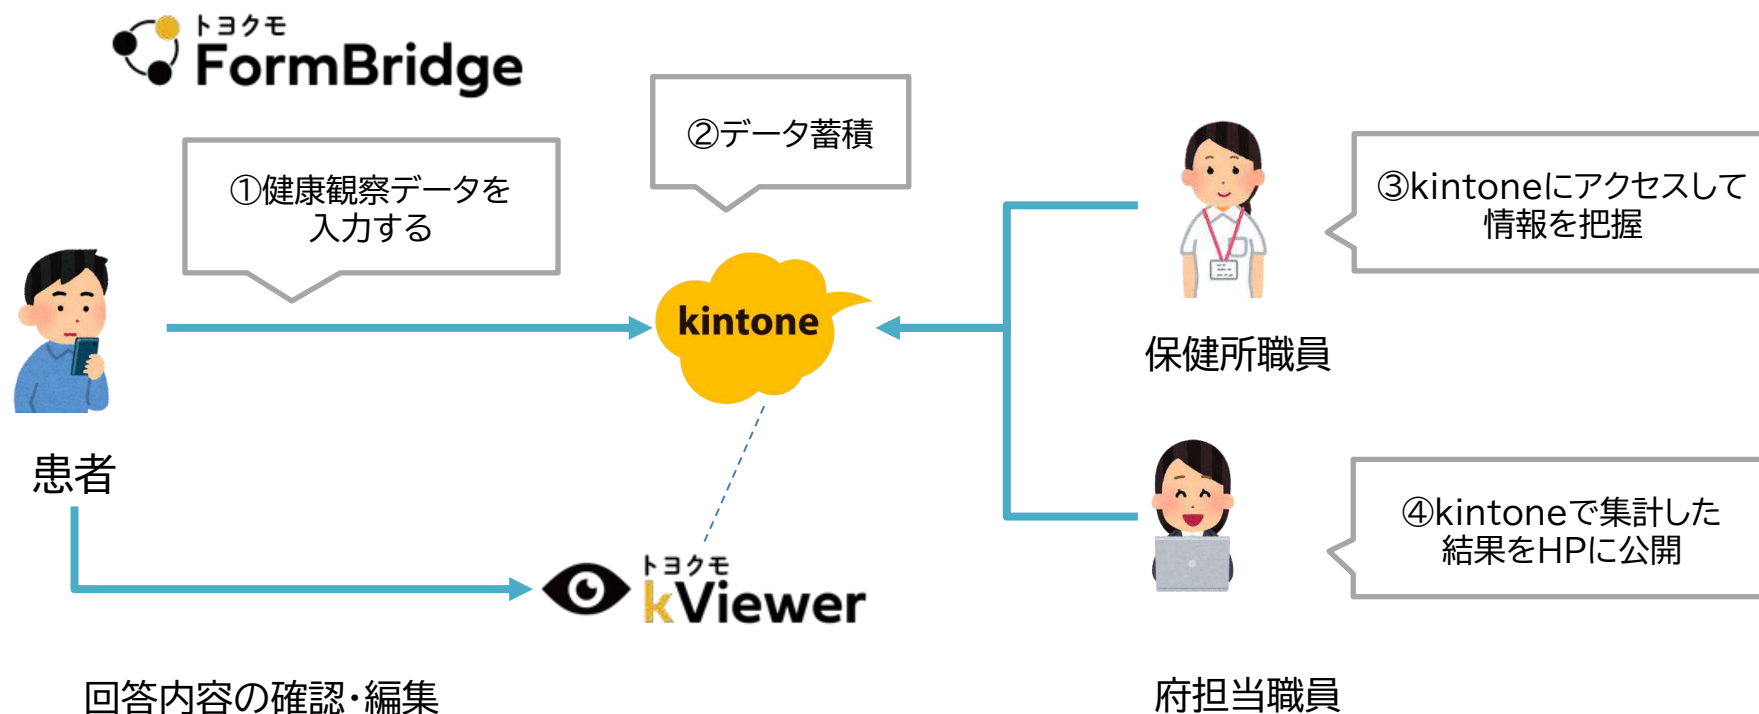 トヨクモ
FormBridge
①健康観察データを
入力する
②データ蓄積
③kintoneにアクセスして
情報を把握
kintone
保健所職員
患者
④kintoneで集計した
結果をHPに公開
トヨクモ
kViewer
回答内容の確認・編集
府担当職員